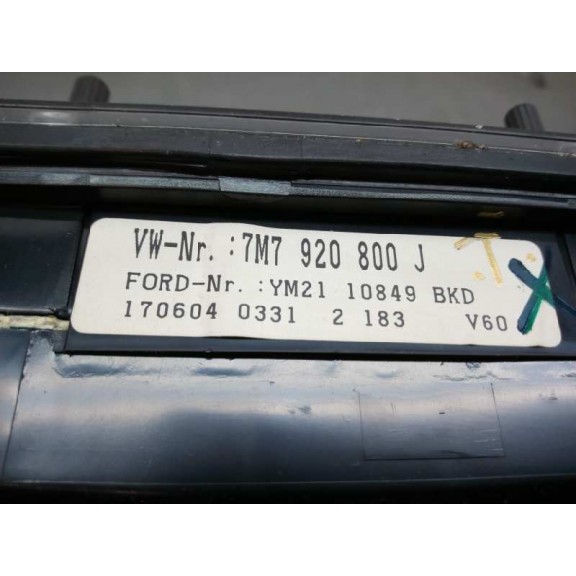 VW-Nr. :7M7 920 800 J
FORD-Nr. :YM21 10849 BKD
170604 0331 2 183 V60